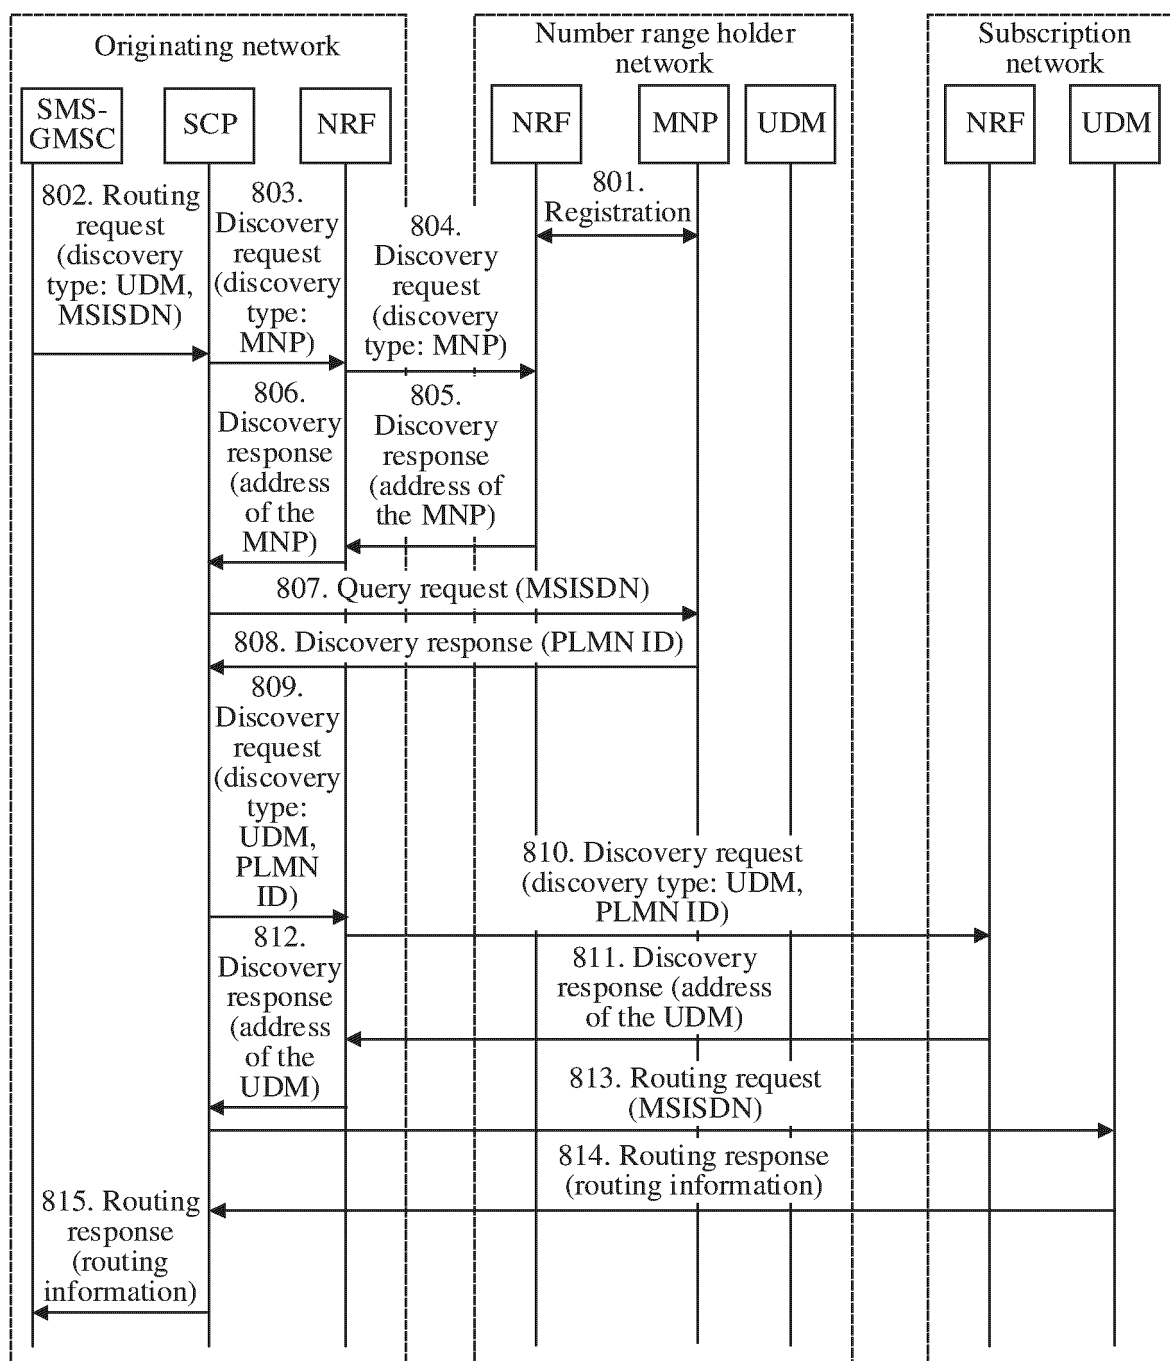 Originating network
Number range holder
network
Subscription
network
SMS-
GMSC
SCP
NRF
NRF
MNP
UDM
NRF
UDM
801.
Registration
802. Routing
request
(discovery
type: UDM,
MSISDN)
803.
Discovery
request
(discovery
type:
MNP)
804.
Discovery
request
(discovery
type: MNP)
805.
Discovery
response
(address of
the MNP)
806.
Discovery
response
(address
of the
MNP)
807. Query request (MSISDN)
808. Discovery response (PLMN ID)
809.
Discovery
request
(discovery
type:
UDM,
PLMN
ID)
810. Discovery request
(discovery type: UDM,
PLMN ID)
811. Discovery
response (address
of the UDM)
812.
Discovery
response
(address
of the
UDM)
813. Routing request
(MSISDN)
814. Routing response
(routing information)
815. Routing
response
(routing
information)